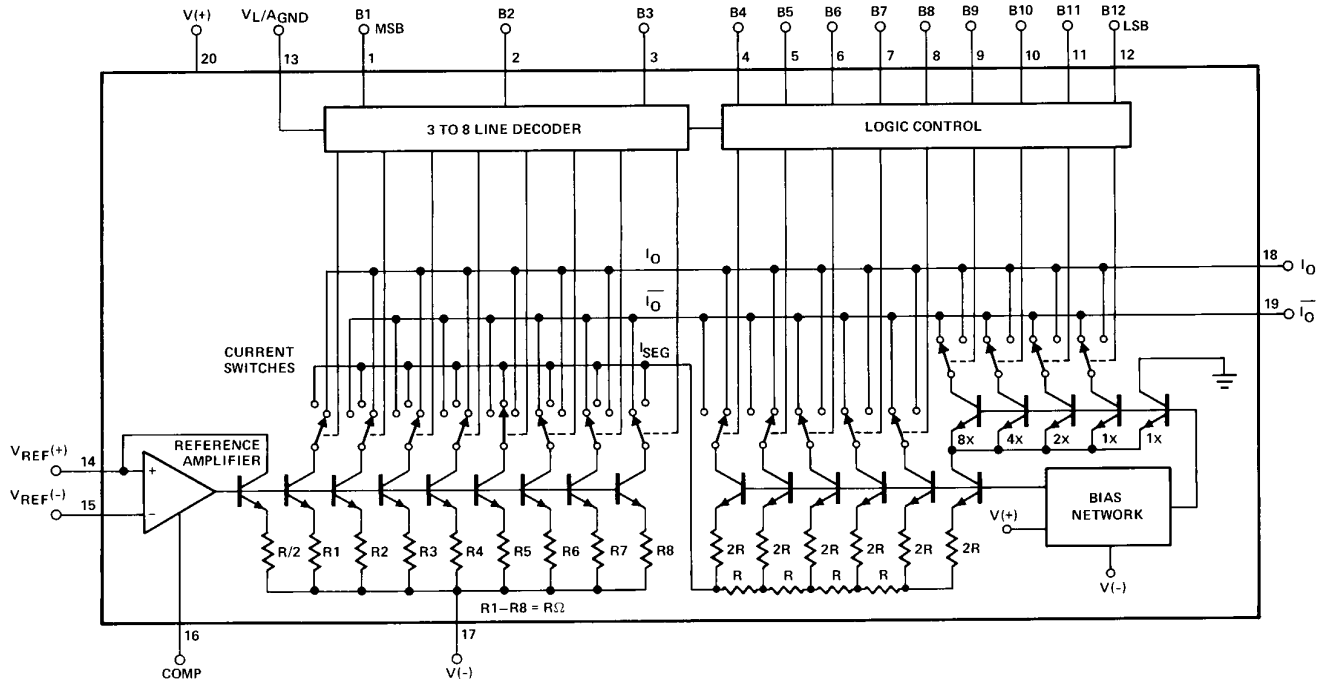 V(+) VL/AGND B1 B2 B3 B4 B5 B6 B7 B8 B9 B10 B11 B12
MSB LSB
20 13 1 2 3 4 5 6 7 8 9 10 11 12
3 TO 8 LINE DECODER
LOGIC CONTROL
IO
18 IO
IO
19 IO
CURRENT
SWITCHES
ISEG
REFERENCE
AMPLIFIER
8x 4x 2x 1x 1x
VREF(+) 14 +
VREF(-) 15 −
BIAS
NETWORK
V(+)
R/2 R1 R2 R3 R4 R5 R6 R7 R8
2R 2R 2R 2R 2R 2R
R R R R
V(-)
R1–R8 = RΩ
16
17
COMP
V(-)